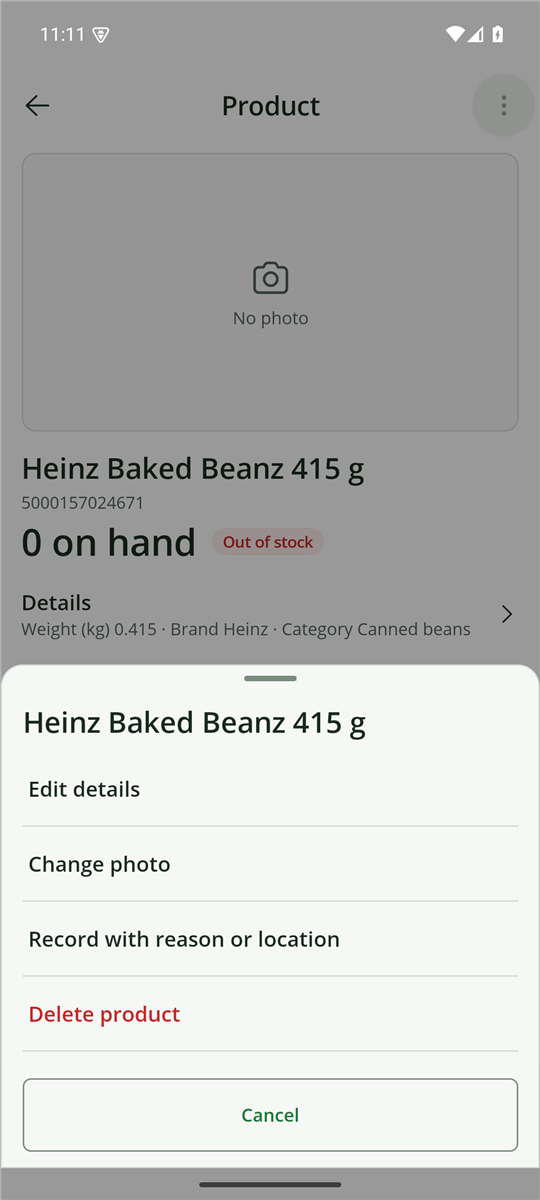 11:11
Product
No photo
Heinz Baked Beanz 415 g
5000157024671
0 on hand
Out of stock
Details
Weight (kg) 0.415 · Brand Heinz · Category Canned beans
Heinz Baked Beanz 415 g
Edit details
Change photo
Record with reason or location
Delete product
Cancel